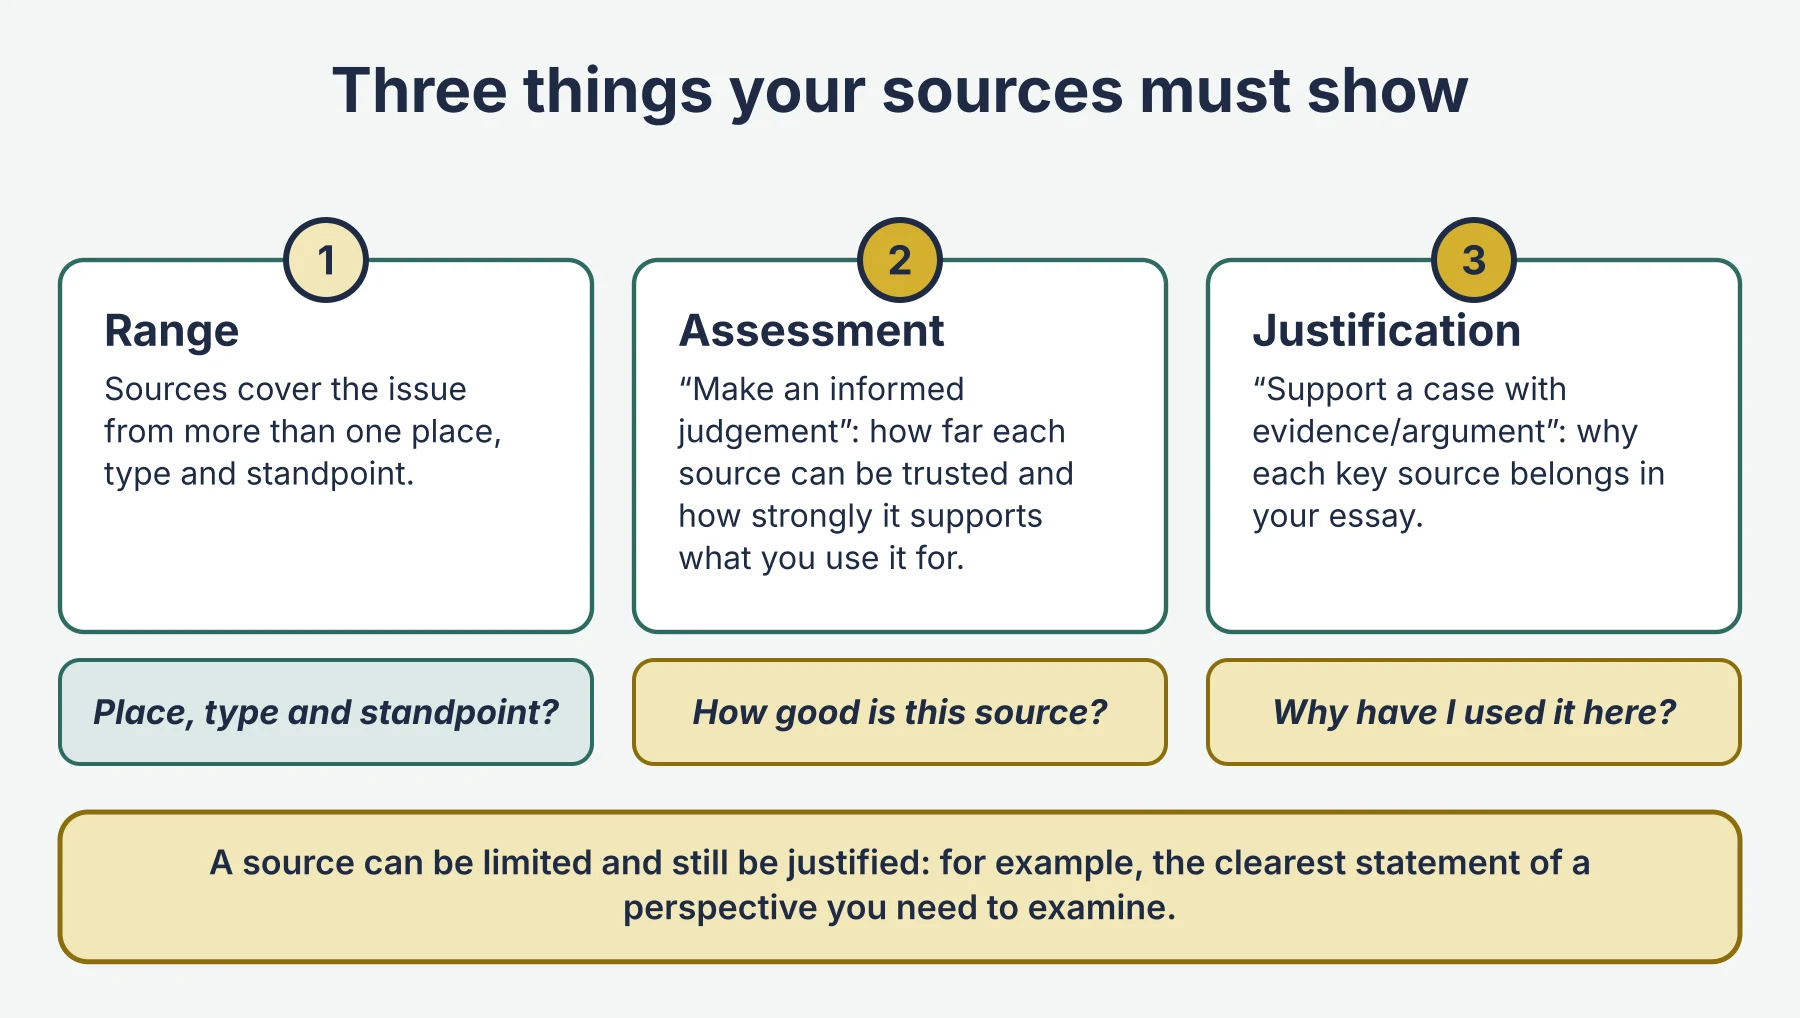 Three things your sources must show
1
Range
Sources cover the issue
from more than one place,
type and standpoint.
Place, type and standpoint?
2
Assessment
“Make an informed
judgement”: how far each
source can be trusted and
how strongly it supports
what you use it for.
How good is this source?
3
Justification
“Support a case with
evidence/argument”: why
each key source belongs in
your essay.
Why have I used it here?
A source can be limited and still be justified: for example, the clearest statement of a
perspective you need to examine.